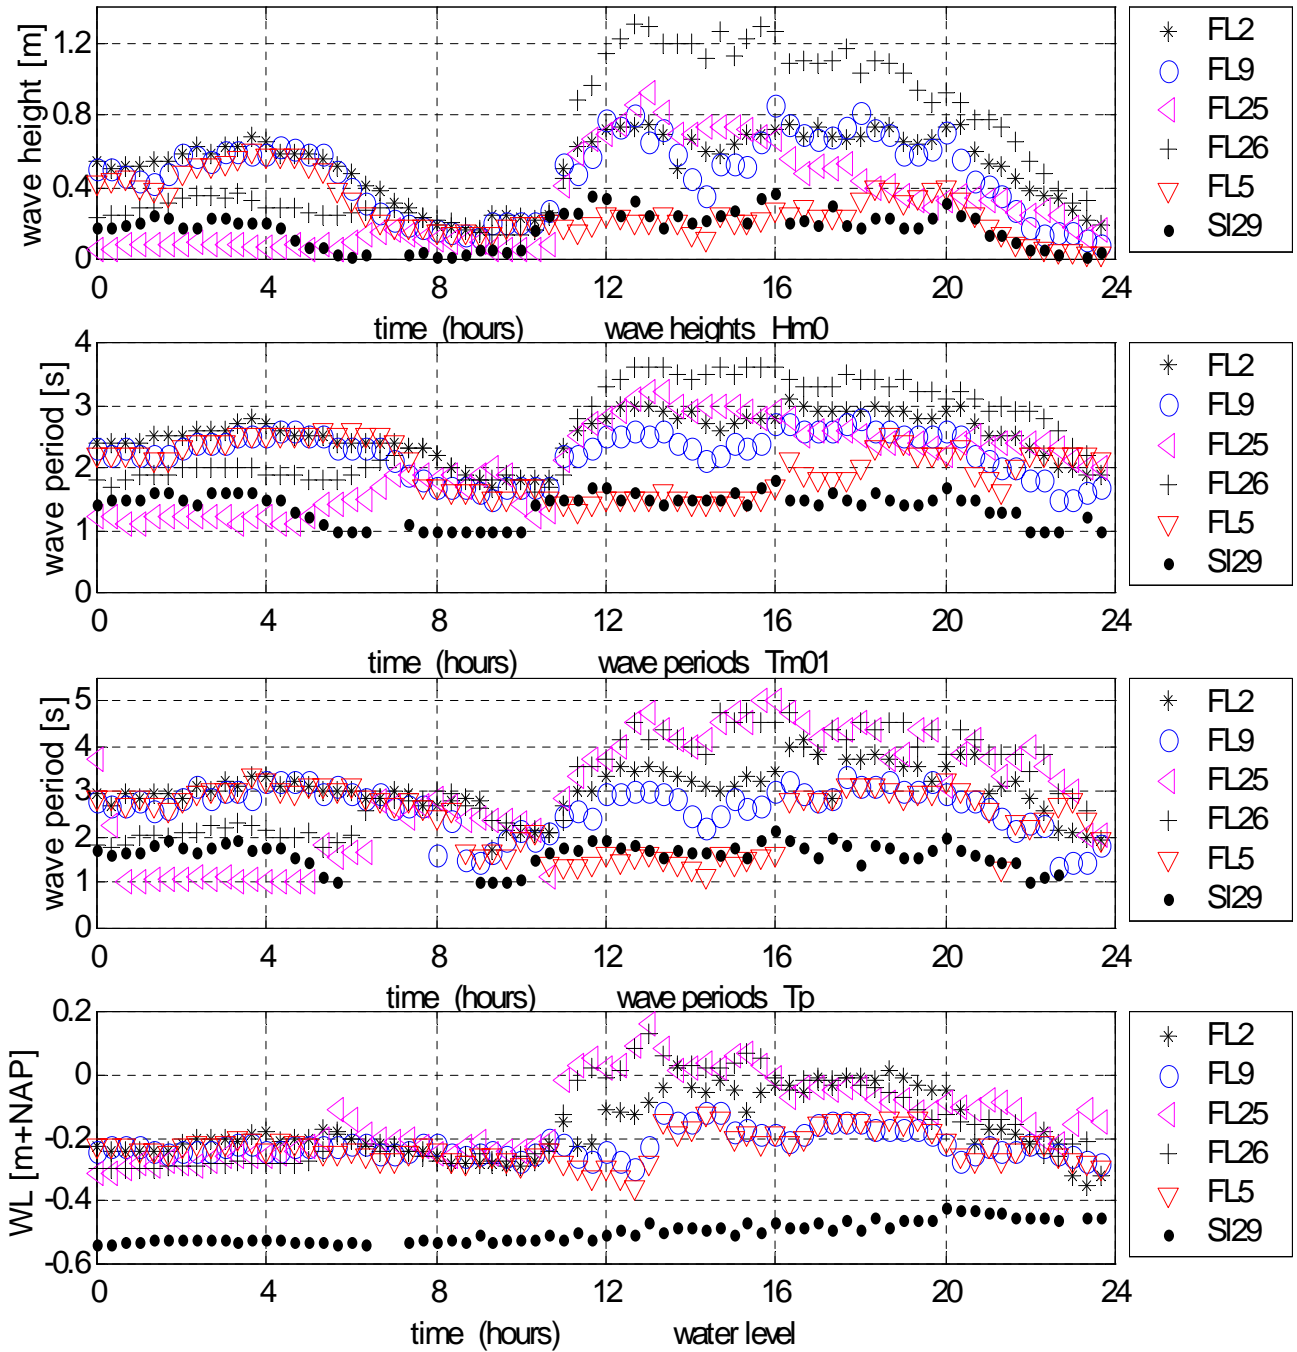 wave height [m]
1.2
0.8
0.4
0
0 4 8 12 16 20 24
time (hours) wave heights Hm0
FL2
FL9
FL25
FL26
FL5
SI29
wave period [s]
4
3
2
1
0
0 4 8 12 16 20 24
time (hours) wave periods Tm01
FL2
FL9
FL25
FL26
FL5
SI29
wave period [s]
5
4
3
2
1
0
0 4 8 12 16 20 24
time (hours) wave periods Tp
FL2
FL9
FL25
FL26
FL5
SI29
WL [m+NAP]
0.2
0
-0.2
-0.4
-0.6
0 4 8 12 16 20 24
time (hours) water level
FL2
FL9
FL25
FL26
FL5
SI29